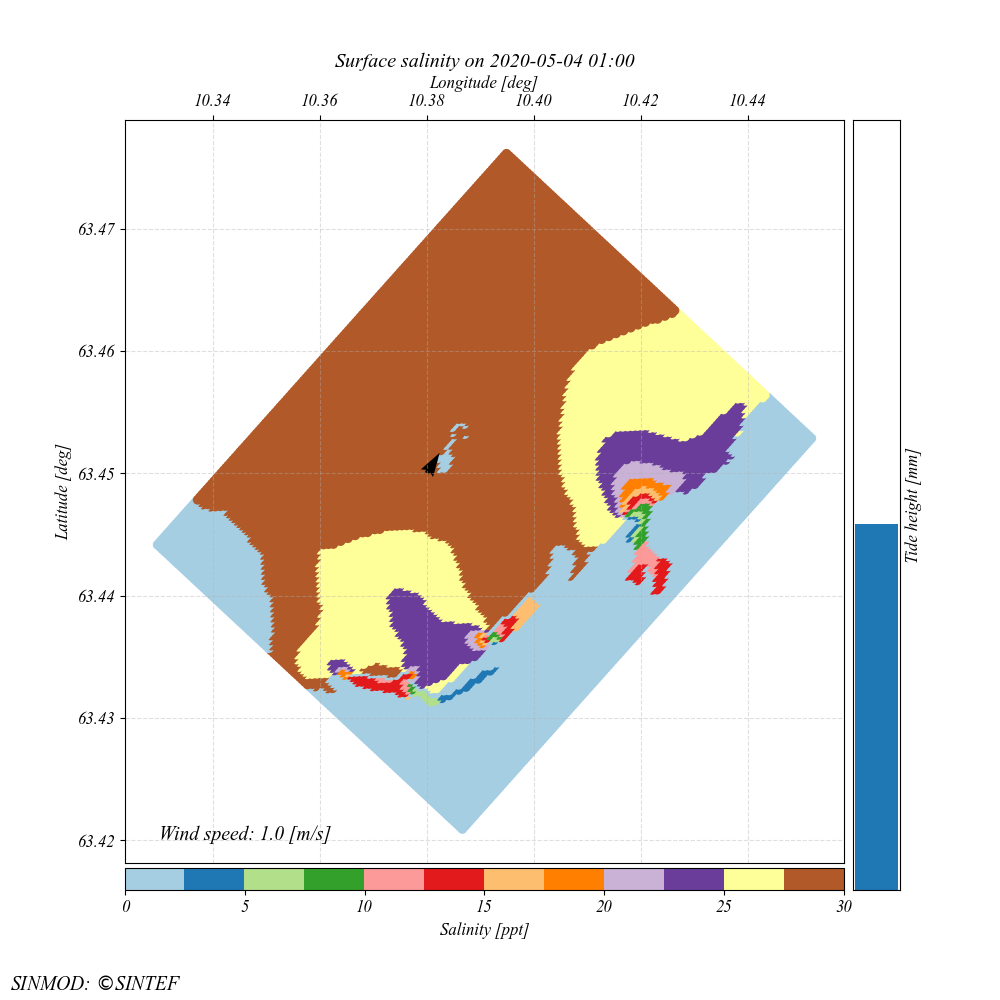 Surface salinity on 2020-05-04 01:00
Longitude [deg]
10.34 10.36 10.38 10.40 10.42 10.44
63.47
63.46
63.45
63.44
63.43
63.42
Latitude [deg]
Tide height [mm]
Wind speed: 1.0 [m/s]
0 5 10 15 20 25 30
Salinity [ppt]
SINMOD: ©SINTEF